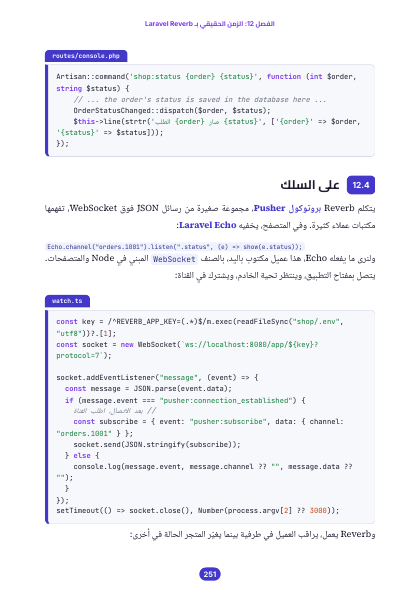 الفصل 12: الزمن الحقيقي بـ Laravel Reverb
routes/console.php
Artisan::command('shop:status {order} {status}', function (int $order,
string $status) {
// ... the order's status is saved in the database here ...
OrderStatusChanged::dispatch($order, $status);
$this->line(strtr('الطلب {order} صار {status}', ['{order}' => $order,
'{status}' => $status]));
});
12.4 على السلك
يتكلم Reverb بروتوكول Pusher، مجموعة صغيرة من رسائل JSON فوق WebSocket، تفهمها
مكتبات عملاء كثيرة. وفي المتصفح، يخفيه Laravel Echo:
Echo.channel("orders.1001").listen(".status", (e) => show(e.status));
ولترى ما يفعله Echo، هذا عميل مكتوب باليد، بالصنف WebSocket المبني في Node والمتصفحات.
يتصل بمفتاح التطبيق، وينتظر تحية الخادم، ويشترك في القناة:
watch.ts
const key = /^REVERB_APP_KEY=(.*)$/m.exec(readFileSync("shop/.env",
"utf8"))?.[1];
const socket = new WebSocket(`ws://localhost:8080/app/${key}?
protocol=7`);
socket.addEventListener("message", (event) => {
const message = JSON.parse(event.data);
if (message.event === "pusher:connection_established") {
// بعد الاتصال، اطلب القناة
const subscribe = { event: "pusher:subscribe", data: { channel:
"orders.1001" } };
socket.send(JSON.stringify(subscribe));
} else {
console.log(message.event, message.channel ?? "", message.data ??
"");
}
});
setTimeout(() => socket.close(), Number(process.argv[2] ?? 3000));
وReverb يعمل، يراقب العميل في طرفية بينما يغيّر المتجر الحالة في أخرى:
251